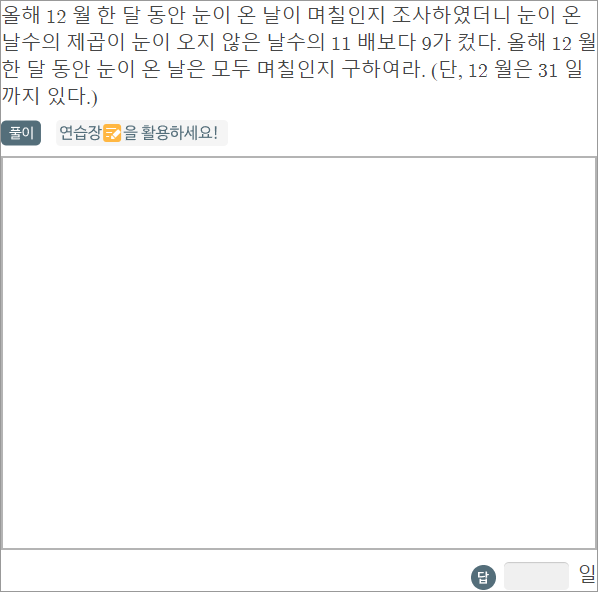 올해 12 월 한 달 동안 눈이 온 날이 며칠인지 조사하였더니 눈이 온
날수의 제곱이 눈이 오지 않은 날수의 11 배보다 9가 컸다. 올해 12 월
한 달 동안 눈이 온 날은 모두 며칠인지 구하여라. (단, 12 월은 31 일
까지 있다.)
풀이 연습장을 활용하세요!
답 일